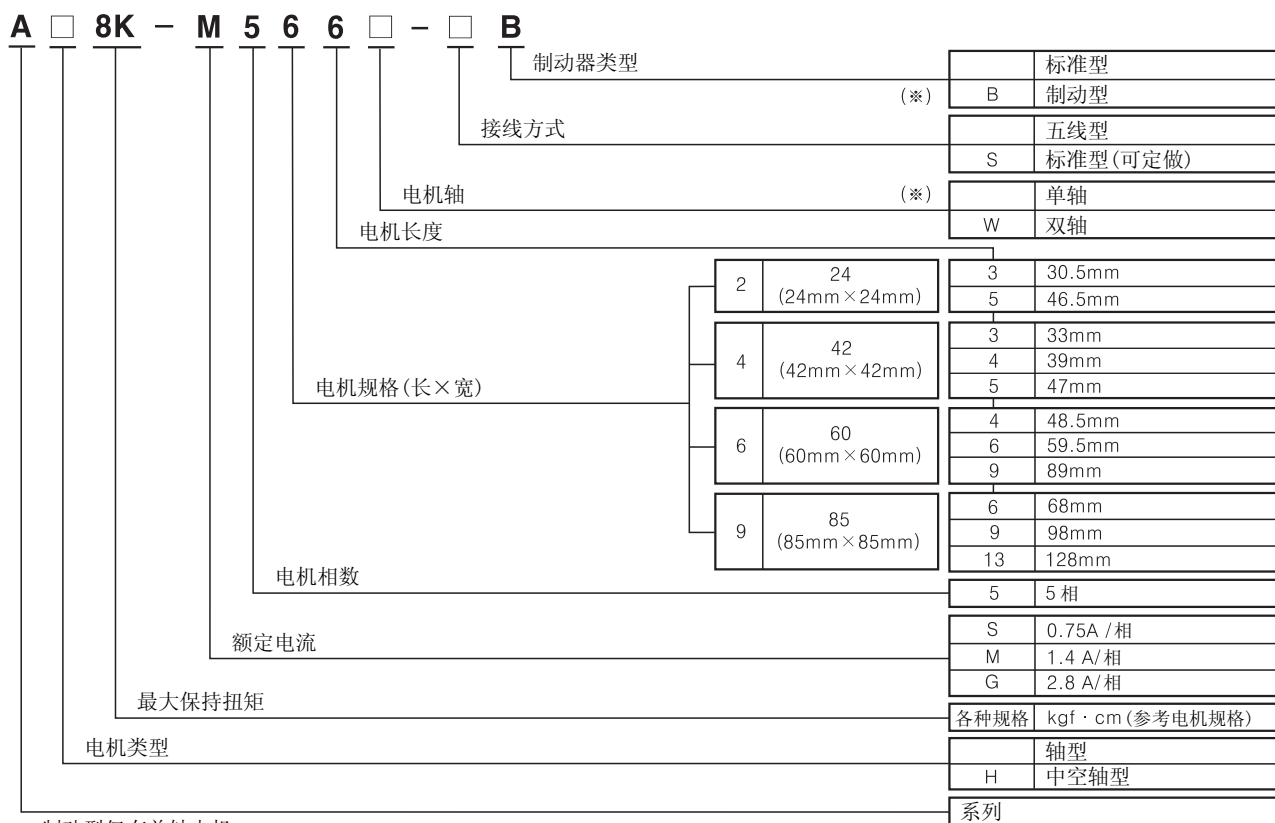 A □ 8K - M 5 6 6 □ - □ B
制动器类型
标准型
(※) B 制动型
接线方式
五线型
S 标准型(可定做)
电机轴 (※)
单轴
W 双轴
电机长度
2 24 (24mm×24mm)
3 30.5mm
5 46.5mm
4 42 (42mm×42mm)
3 33mm
4 39mm
5 47mm
电机规格(长×宽)
6 60 (60mm×60mm)
4 48.5mm
6 59.5mm
9 89mm
9 85 (85mm×85mm)
6 68mm
9 98mm
13 128mm
电机相数
5 5相
额定电流
S 0.75A /相
M 1.4 A/相
G 2.8 A/相
最大保持扭矩
各种规格 kgf·cm(参考电机规格)
电机类型
轴型
H 中空轴型
系列